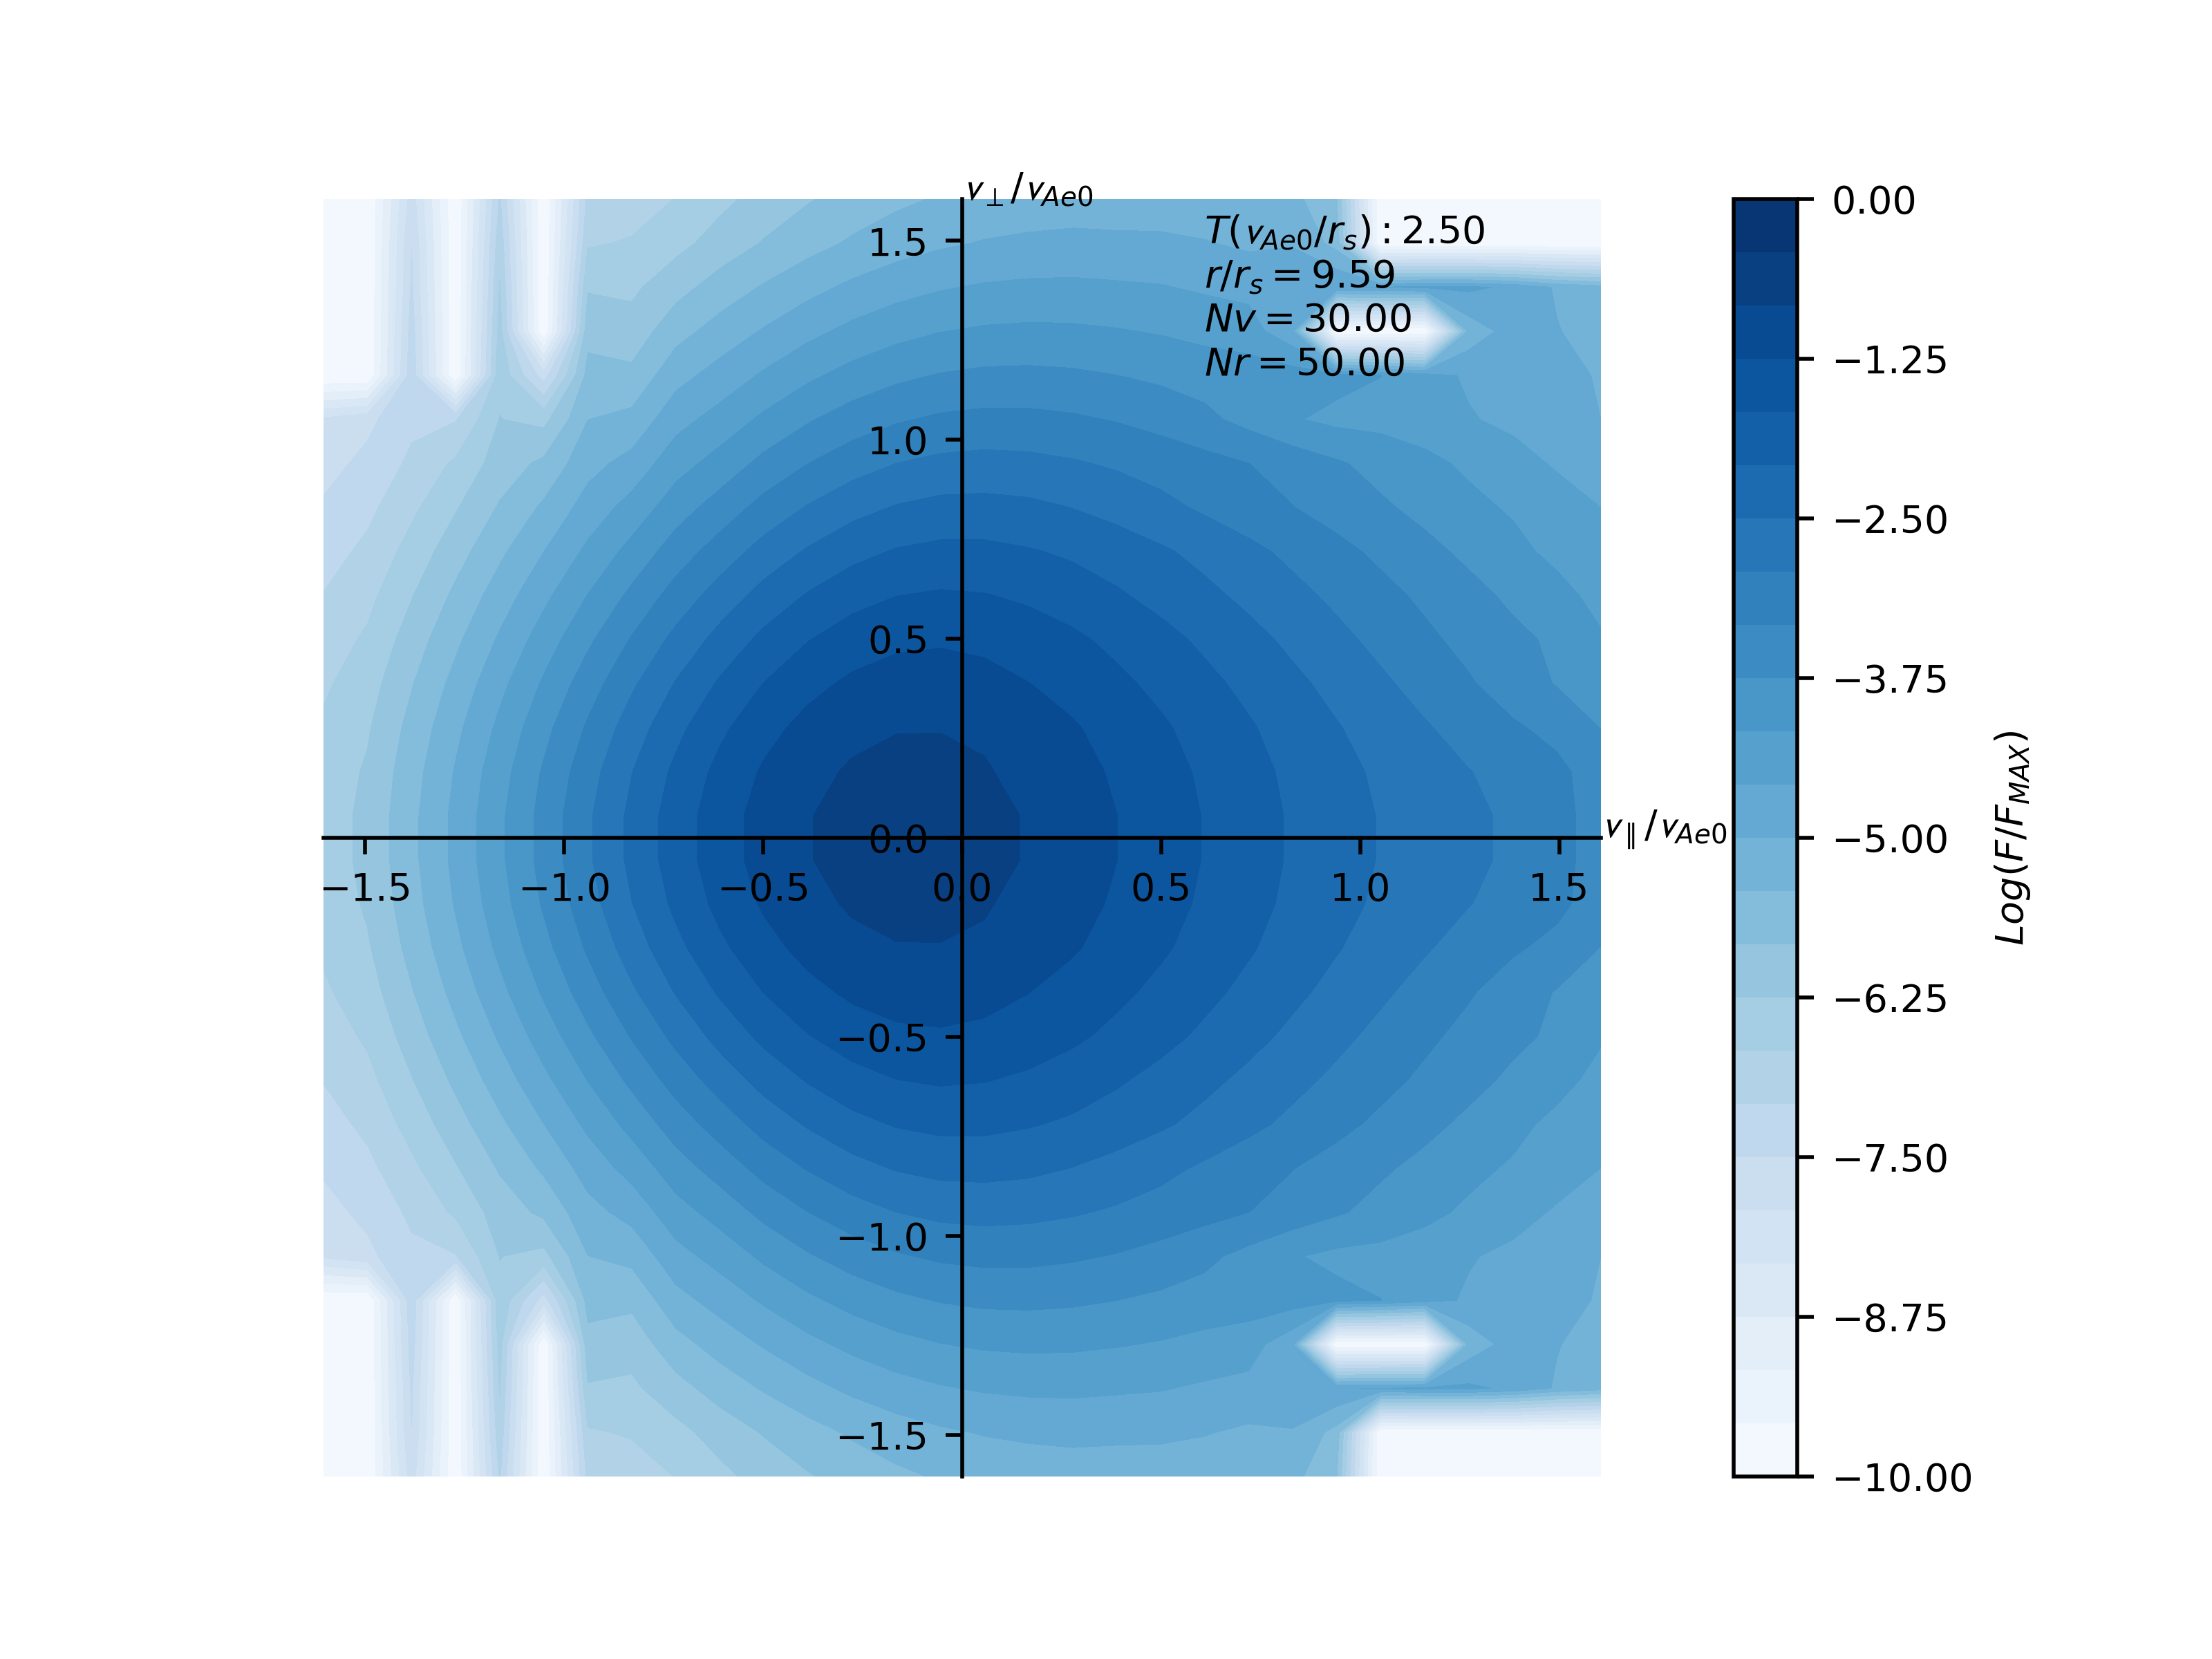 v⊥/vAe0
T(vAe0/rs) : 2.50
r/rs = 9.59
Nv = 30.00
Nr = 50.00
1.5
1.0
0.5
0.0
−0.5
−1.0
−1.5
−1.5 −1.0 −0.5 0.0 0.5 1.0 1.5
v∥/vAe0
0.00
−1.25
−2.50
−3.75
−5.00
−6.25
−7.50
−8.75
−10.00
Log(F/FMAX)